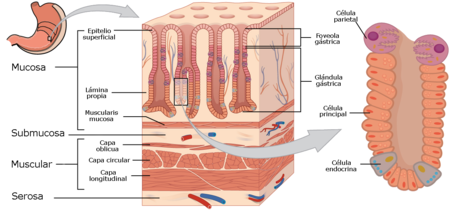 Mucosa
Epitelio
superficial
Lámina
propia
Muscularis
mucosa
Submucosa
Muscular
Capa
oblicua
Capa circular
Capa
longitudinal
Serosa
Foveola
gástrica
Glándula
gástrica
Célula
parietal
Célula
principal
Célula
endocrina